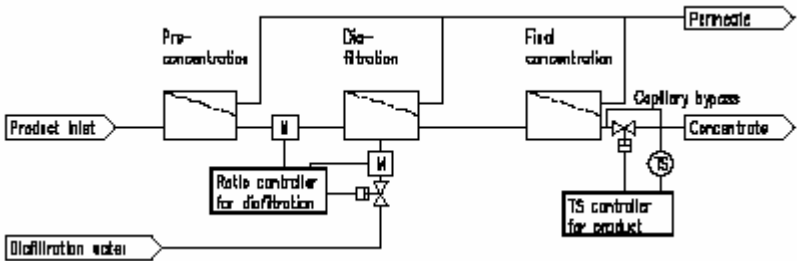 Permeate
Pre-
concentration
Dia-
filtration
Final
concentration
Capillary bypass
Product inlet
M
Concentrate
M
TS
Ratio controller
for diafiltration
TS controller
for product
Diafiltration water